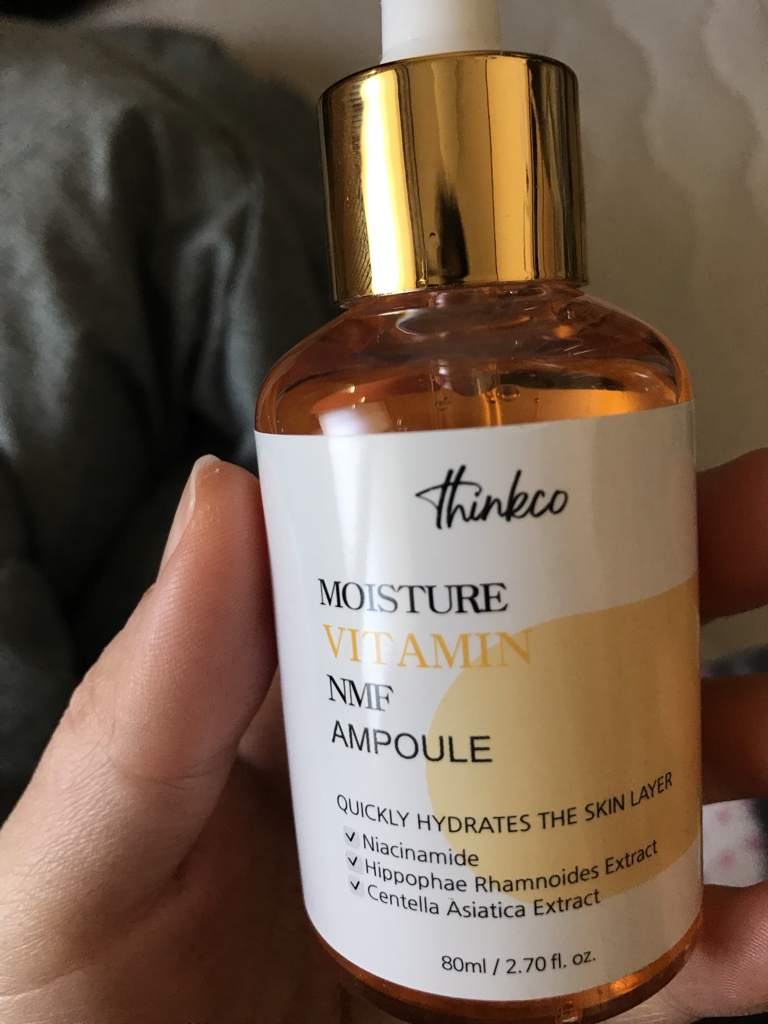 thinkco
MOISTURE
VITAMIN
NMF
AMPOULE
QUICKLY HYDRATES THE SKIN LAYER
Niacinamide
Hippophae Rhamnoides Extract
Centella Asiatica Extract
80ml / 2.70 fl. oz.